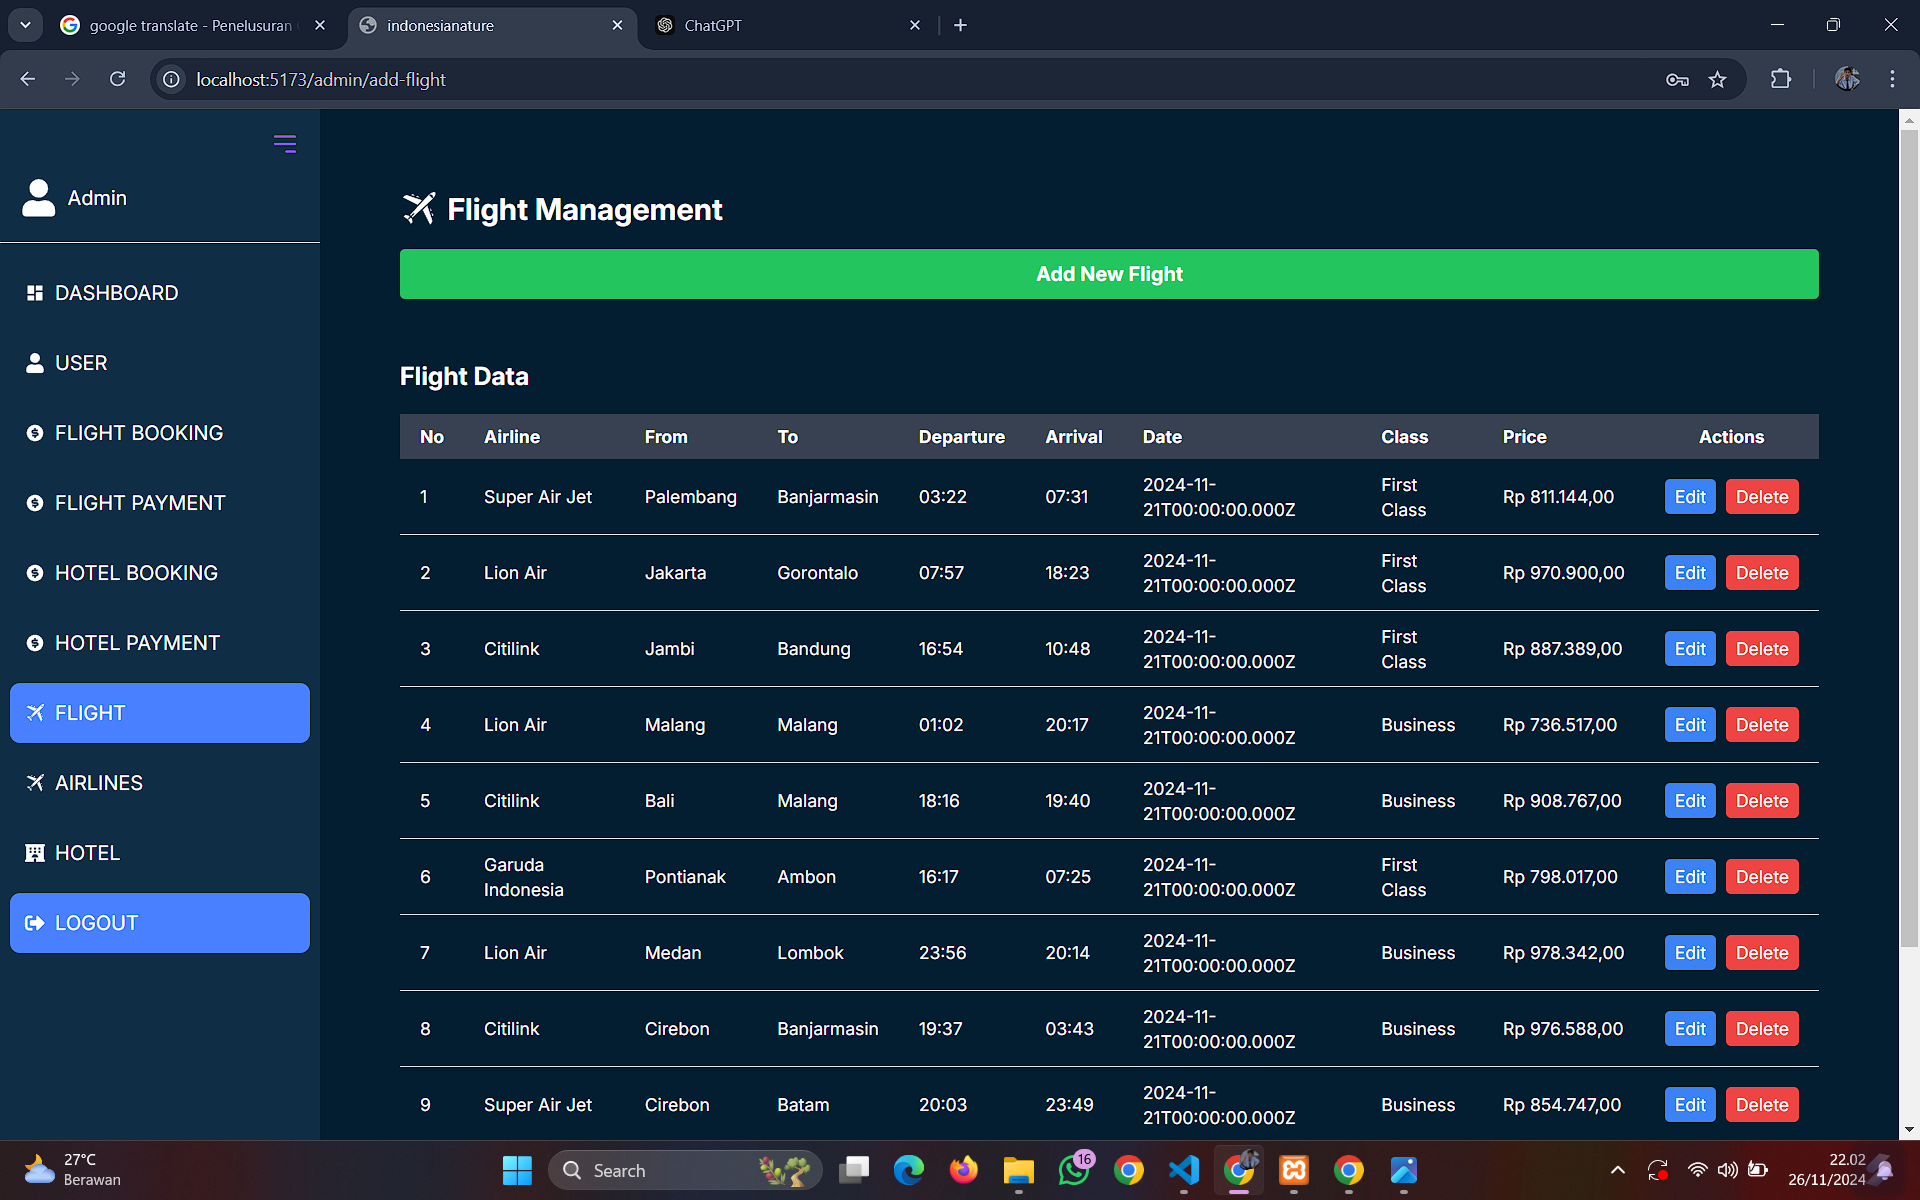 google translate - Penelusuran
indonesianature
ChatGPT
localhost:5173/admin/add-flight
Admin
DASHBOARD
USER
FLIGHT BOOKING
FLIGHT PAYMENT
HOTEL BOOKING
HOTEL PAYMENT
FLIGHT
AIRLINES
HOTEL
LOGOUT
Flight Management
Add New Flight
Flight Data
No Airline From To Departure Arrival Date Class Price Actions
1 Super Air Jet Palembang Banjarmasin 03:22 07:31 2024-11-21T00:00:00.000Z First Class Rp 811.144,00 Edit Delete
2 Lion Air Jakarta Gorontalo 07:57 18:23 2024-11-21T00:00:00.000Z First Class Rp 970.900,00 Edit Delete
3 Citilink Jambi Bandung 16:54 10:48 2024-11-21T00:00:00.000Z First Class Rp 887.389,00 Edit Delete
4 Lion Air Malang Malang 01:02 20:17 2024-11-21T00:00:00.000Z Business Rp 736.517,00 Edit Delete
5 Citilink Bali Malang 18:16 19:40 2024-11-21T00:00:00.000Z Business Rp 908.767,00 Edit Delete
6 Garuda Indonesia Pontianak Ambon 16:17 07:25 2024-11-21T00:00:00.000Z First Class Rp 798.017,00 Edit Delete
7 Lion Air Medan Lombok 23:56 20:14 2024-11-21T00:00:00.000Z Business Rp 978.342,00 Edit Delete
8 Citilink Cirebon Banjarmasin 19:37 03:43 2024-11-21T00:00:00.000Z Business Rp 976.588,00 Edit Delete
9 Super Air Jet Cirebon Batam 20:03 23:49 2024-11-21T00:00:00.000Z Business Rp 854.747,00 Edit Delete
27°C
Berawan
Search
16
22.02
26/11/2024